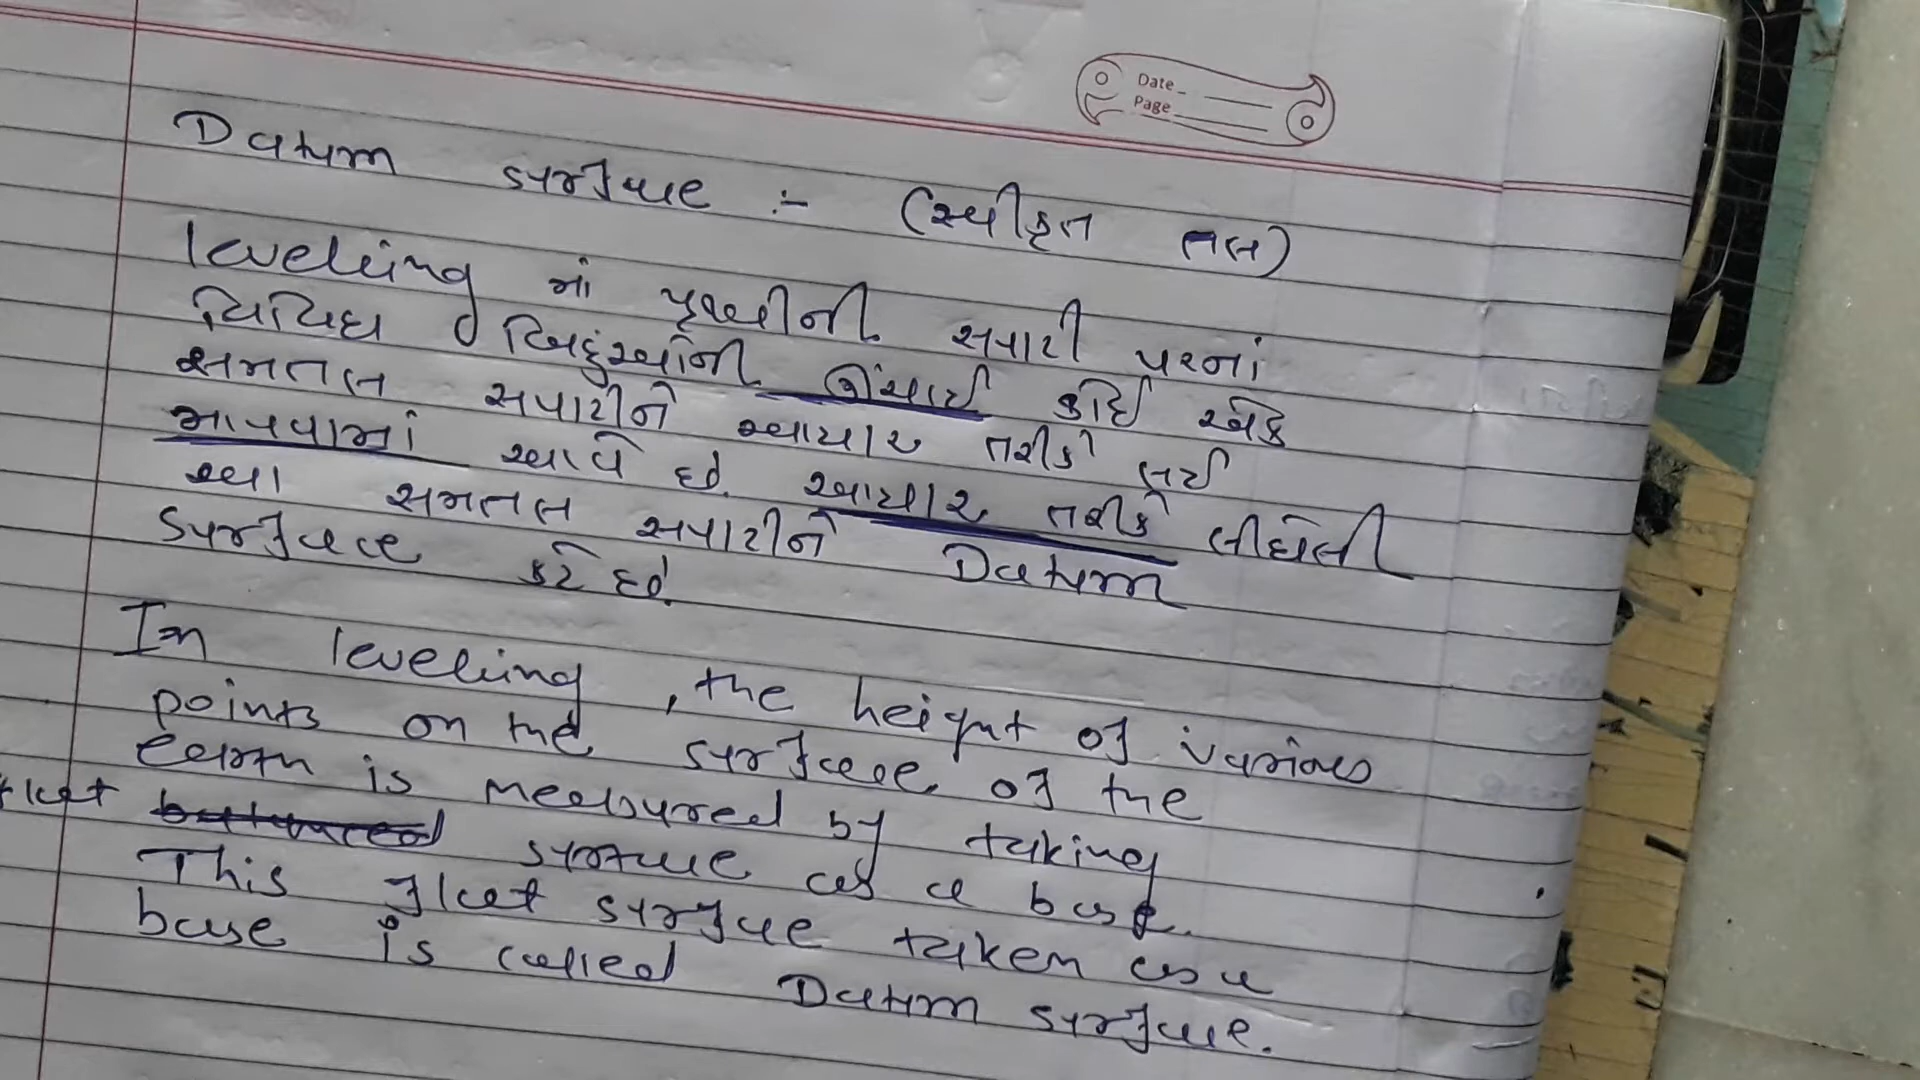 Date
Page
Datum surface :- (સ્વીકૃત તલ)
leveleing માં પૃથ્વીની સપાટી પરનાં
વિવિધ બિંદુઓની ઊંચાઈ કોઈ એક
સમતલ સપાટીને આધાર તરીકે લઈ
માપવામાં આવે છે. આધાર તરીકે લીધેલી
આ સમતલ સપાટીને Datum
surface કહે છે.
In leveling, the height of various
points on the surface of the
earth is measured by taking
flat surface as a base.
This flat surface taken as a
base is called Datum surface.